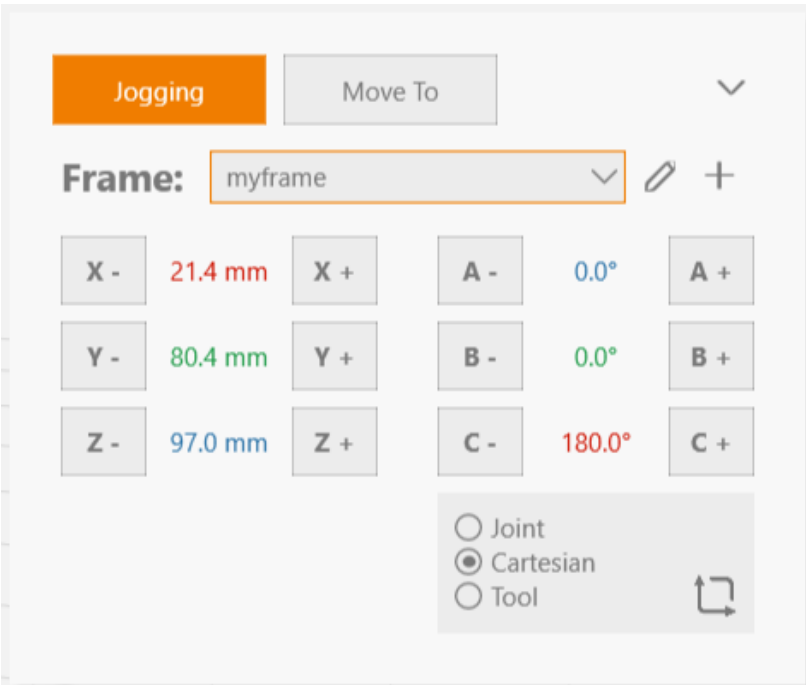 Jogging Move To
Frame: myframe
X - 21.4 mm X + A - 0.0° A +
Y - 80.4 mm Y + B - 0.0° B +
Z - 97.0 mm Z + C - 180.0° C +
Joint
Cartesian
Tool